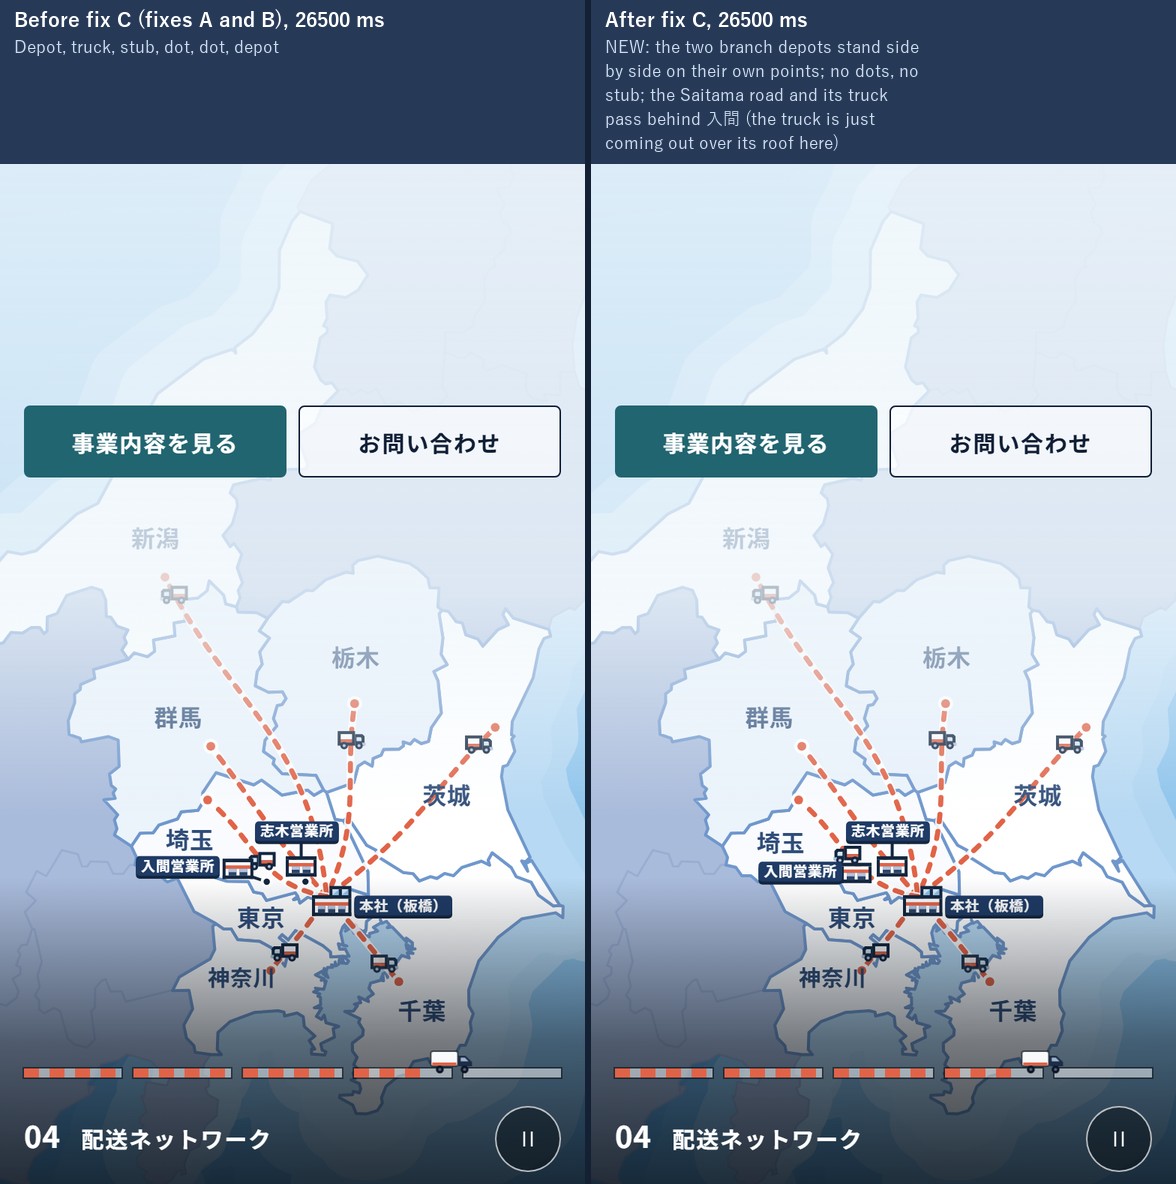 Before fix C (fixes A and B), 26500 ms
Depot, truck, stub, dot, dot, depot
事業内容を見る
お問い合わせ
新潟
栃木
群馬
茨城
志木営業所
埼玉
入間営業所
本社（板橋）
東京
神奈川
千葉
04 配送ネットワーク
After fix C, 26500 ms
NEW: the two branch depots stand side
by side on their own points; no dots, no
stub; the Saitama road and its truck
pass behind 入間 (the truck is just
coming out over its roof here)
事業内容を見る
お問い合わせ
新潟
栃木
群馬
茨城
志木営業所
埼玉
入間営業所
本社（板橋）
東京
神奈川
千葉
04 配送ネットワーク